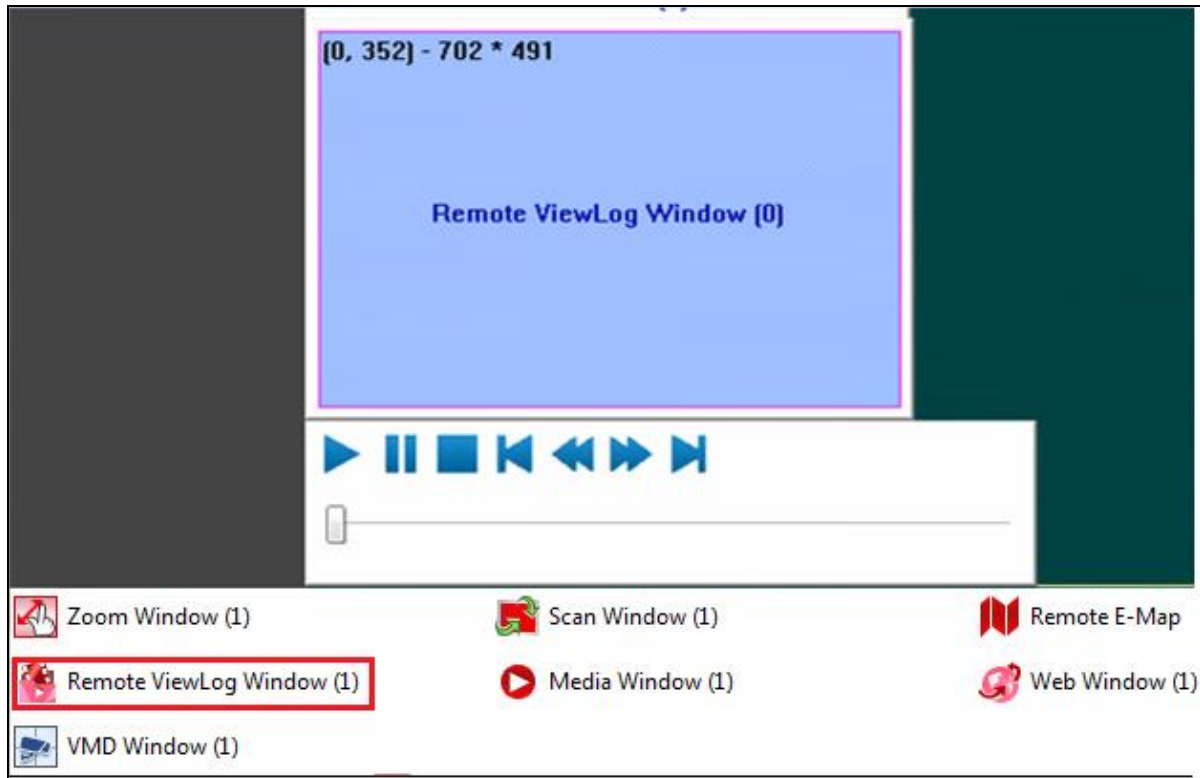 (0, 352) - 702 * 491
Remote ViewLog Window (0)
Zoom Window (1)
Scan Window (1)
Remote E-Map
Remote ViewLog Window (1)
Media Window (1)
Web Window (1)
VMD Window (1)